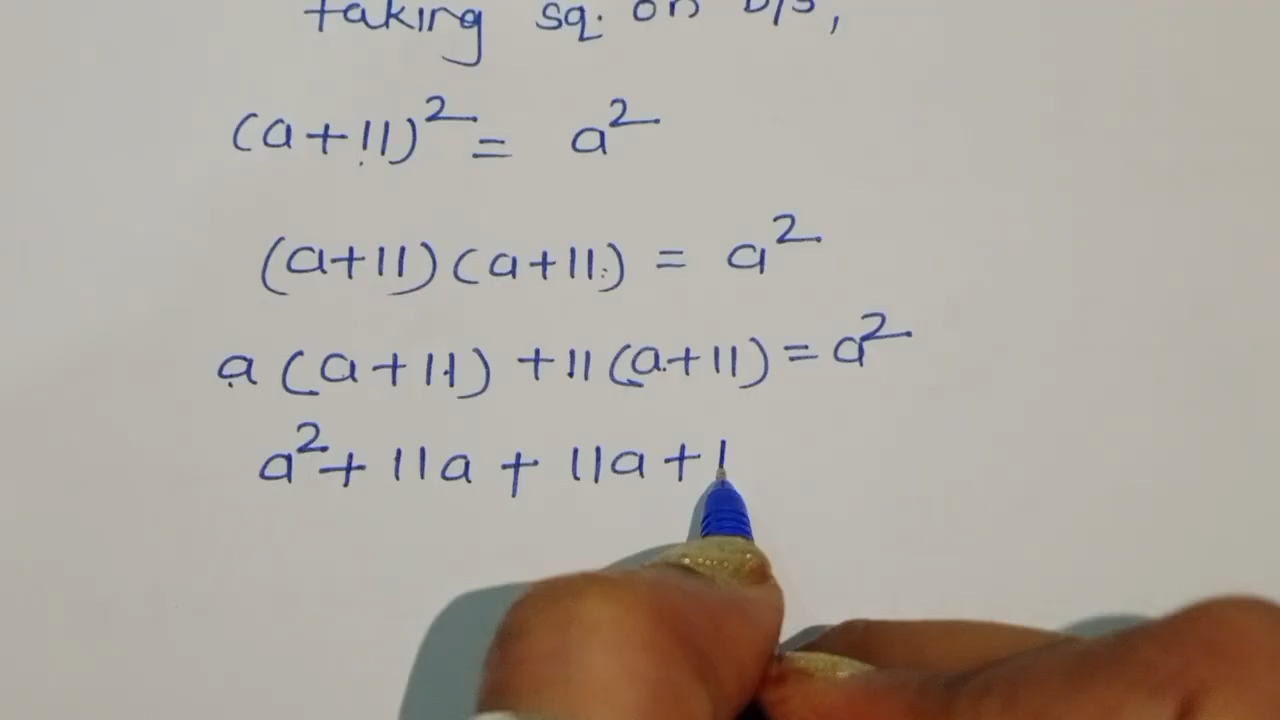 taking sq. on b/s,
(a+11)² = a²
(a+11)(a+11) = a²
a(a+11) +11(a+11) = a²
a² + 11a + 11a + 1